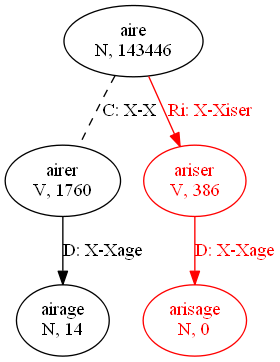 aire
N, 143446
C: X-X
Ri: X-Xiser
airer
V, 1760
ariser
V, 386
D: X-Xage
D: X-Xage
airage
N, 14
arisage
N, 0